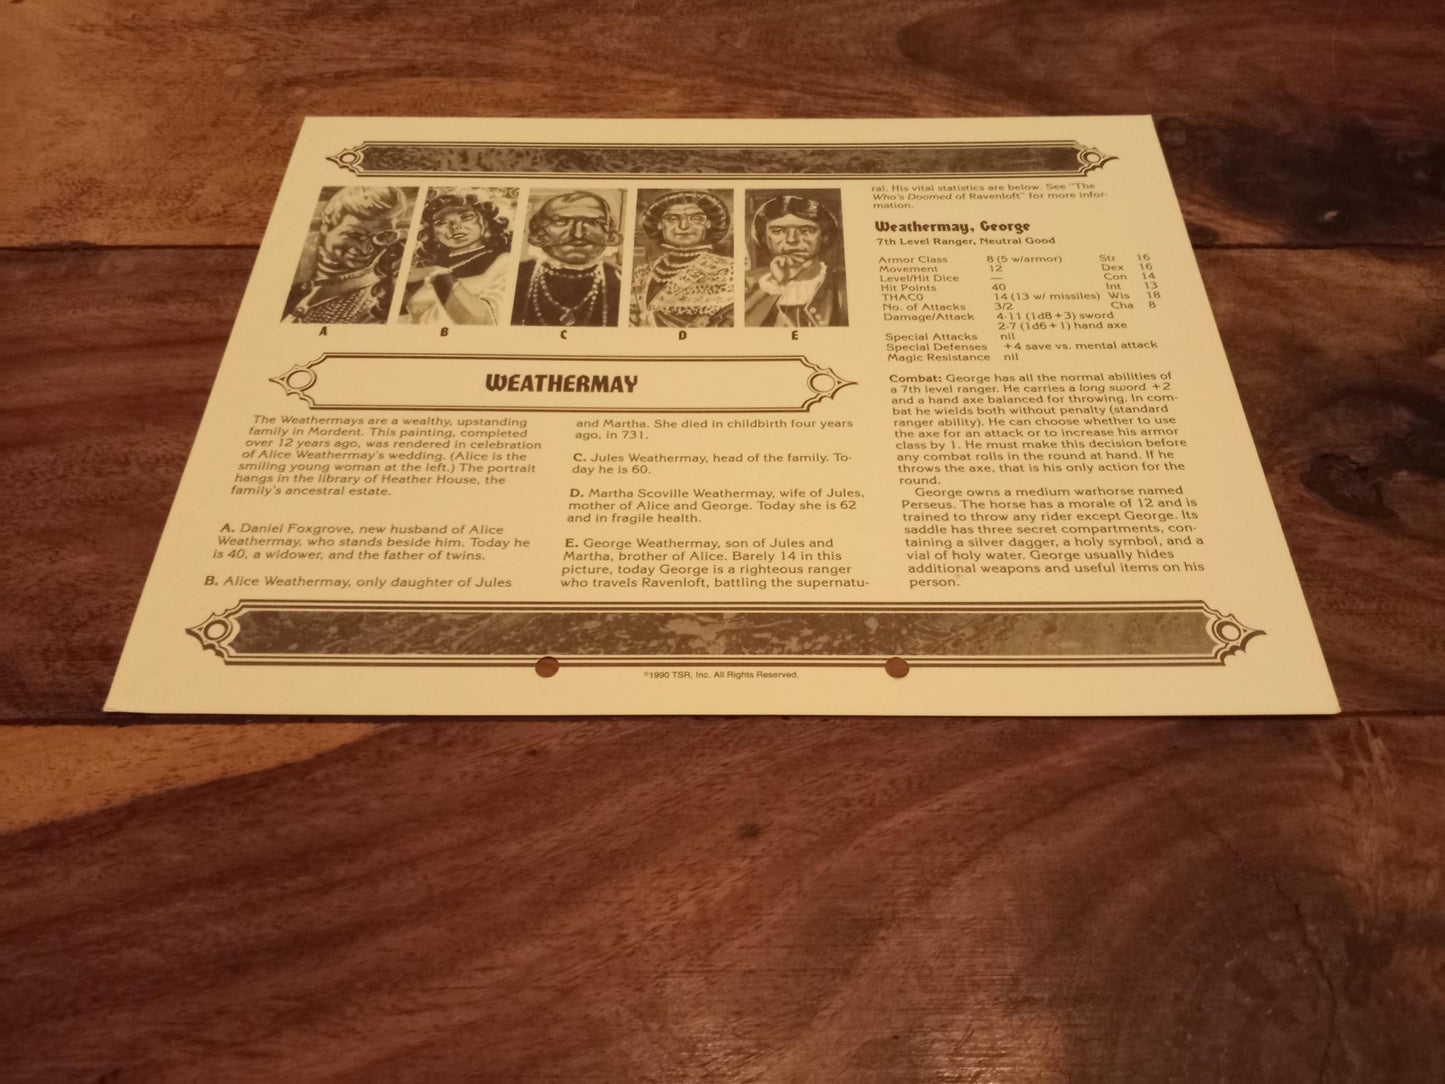 A
B
C
D
E
WEATHERMAY
The Weathermays are a wealthy, upstanding
family in Mordent. This painting, completed
over 12 years ago, was rendered in celebration
of Alice Weathermay's wedding. (Alice is the
smiling young woman at the left.) The portrait
hangs in the library of Heather House, the
family's ancestral estate.
A. Daniel Foxgrove, new husband of Alice
Weathermay, who stands beside him. Today he
is 40, a widower, and the father of twins.
B. Alice Weathermay, only daughter of Jules
and Martha. She died in childbirth four years
ago, in 731.
C. Jules Weathermay, head of the family. To-
day he is 60.
D. Martha Scoville Weathermay, wife of Jules,
mother of Alice and George. Today she is 62
and in fragile health.
E. George Weathermay, son of Jules and
Martha, brother of Alice. Barely 14 in this
picture, today George is a righteous ranger
who travels Ravenloft, battling the supernatu-
ral. His vital statistics are below. See "The
Who's Doomed of Ravenloft" for more infor-
mation.
Weathermay, George
7th Level Ranger, Neutral Good
Armor Class 8 (5 w/armor) Str 16
Movement 12 Dex 16
Level/Hit Dice — Con 14
Hit Points 40 Int 13
THAC0 14 (13 w/ missiles) Wis 18
No. of Attacks 3/2 Cha 8
Damage/Attack 4-11 (1d8+3) sword
2-7 (1d6+1) hand axe
Special Attacks nil
Special Defenses +4 save vs. mental attack
Magic Resistance nil
Combat: George has all the normal abilities of
a 7th level ranger. He carries a long sword +2
and a hand axe balanced for throwing. In com-
bat he wields both without penalty (standard
ranger ability). He can choose whether to use
the axe for an attack or to increase his armor
class by 1. He must make this decision before
any combat rolls in the round at hand. If he
throws the axe, that is his only action for the
round.
George owns a medium warhorse named
Perseus. The horse has a morale of 12 and is
trained to throw any rider except George. Its
saddle has three secret compartments, con-
taining a silver dagger, a holy symbol, and a
vial of holy water. George usually hides
additional weapons and useful items on his
person.
©1990 TSR, Inc. All Rights Reserved.